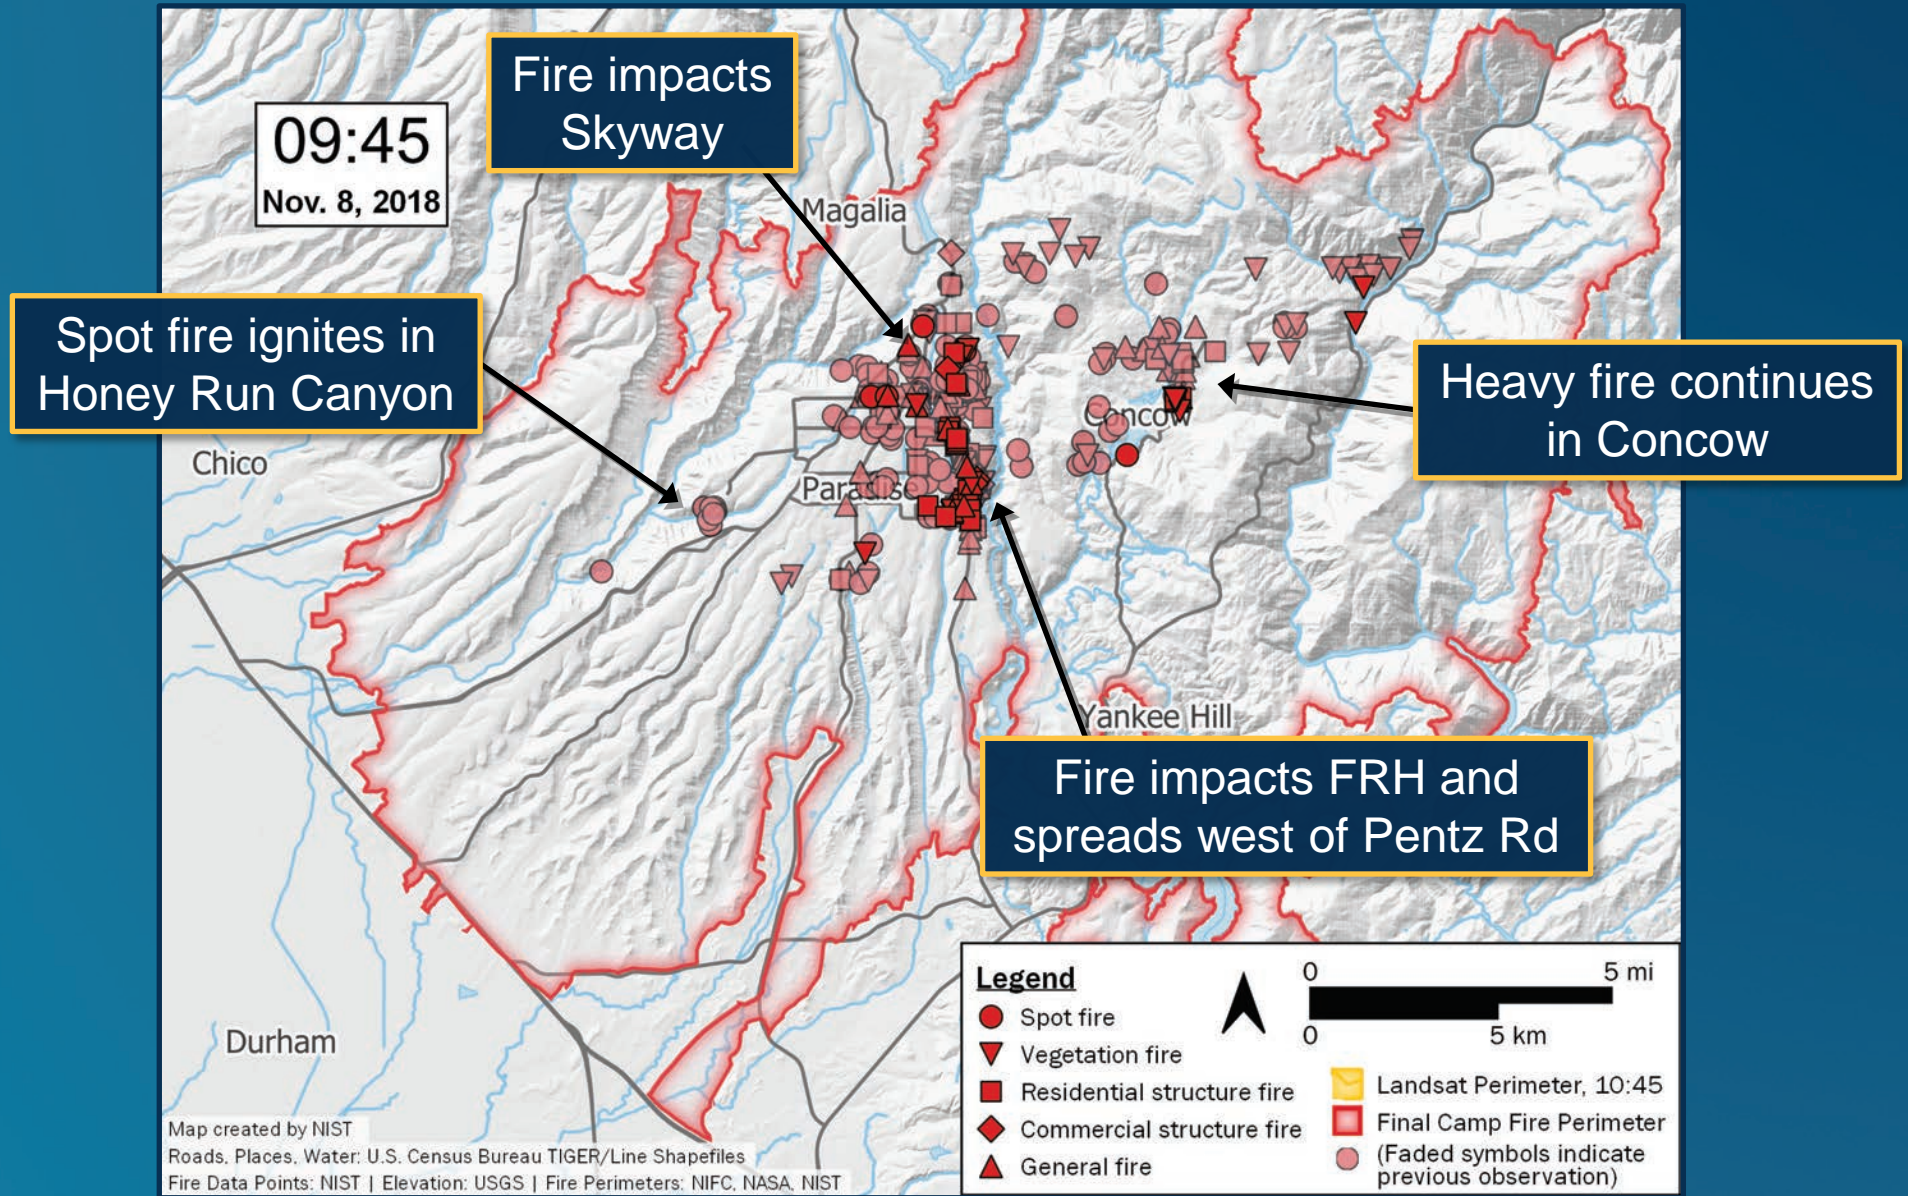 Fire impacts
Skyway
09:45
Nov. 8, 2018
Magalia
Spot fire ignites in
Honey Run Canyon
Heavy fire continues
in Concow
Concow
Chico
Paradise
Yankee Hill
Fire impacts FRH and
spreads west of Pentz Rd
Durham
Legend
Spot fire
Vegetation fire
Residential structure fire
Commercial structure fire
General fire
0 5 mi
0 5 km
Landsat Perimeter, 10:45
Final Camp Fire Perimeter
(Faded symbols indicate
previous observation)
Map created by NIST
Roads, Places, Water: U.S. Census Bureau TIGER/Line Shapefiles
Fire Data Points: NIST | Elevation: USGS | Fire Perimeters: NIFC, NASA, NIST